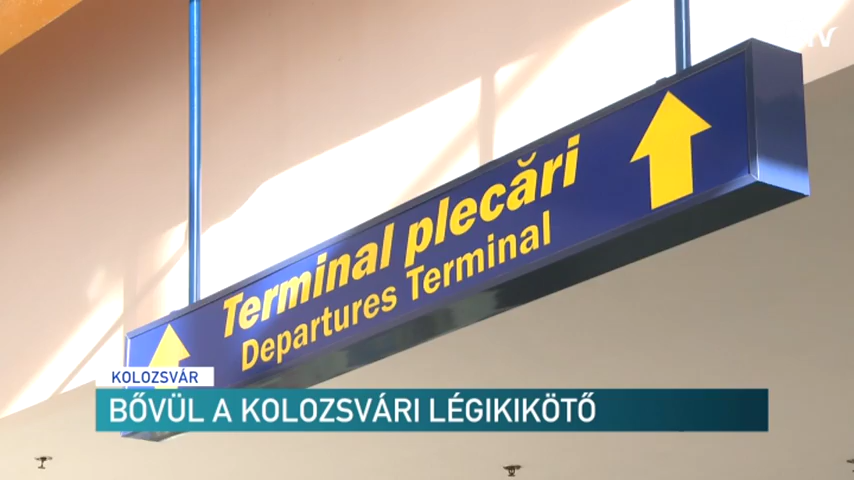 Terminal plecări
Departures Terminal
KOLOZSVÁR
BŐVÜL A KOLOZSVÁRI LÉGIKIKÖTŐ